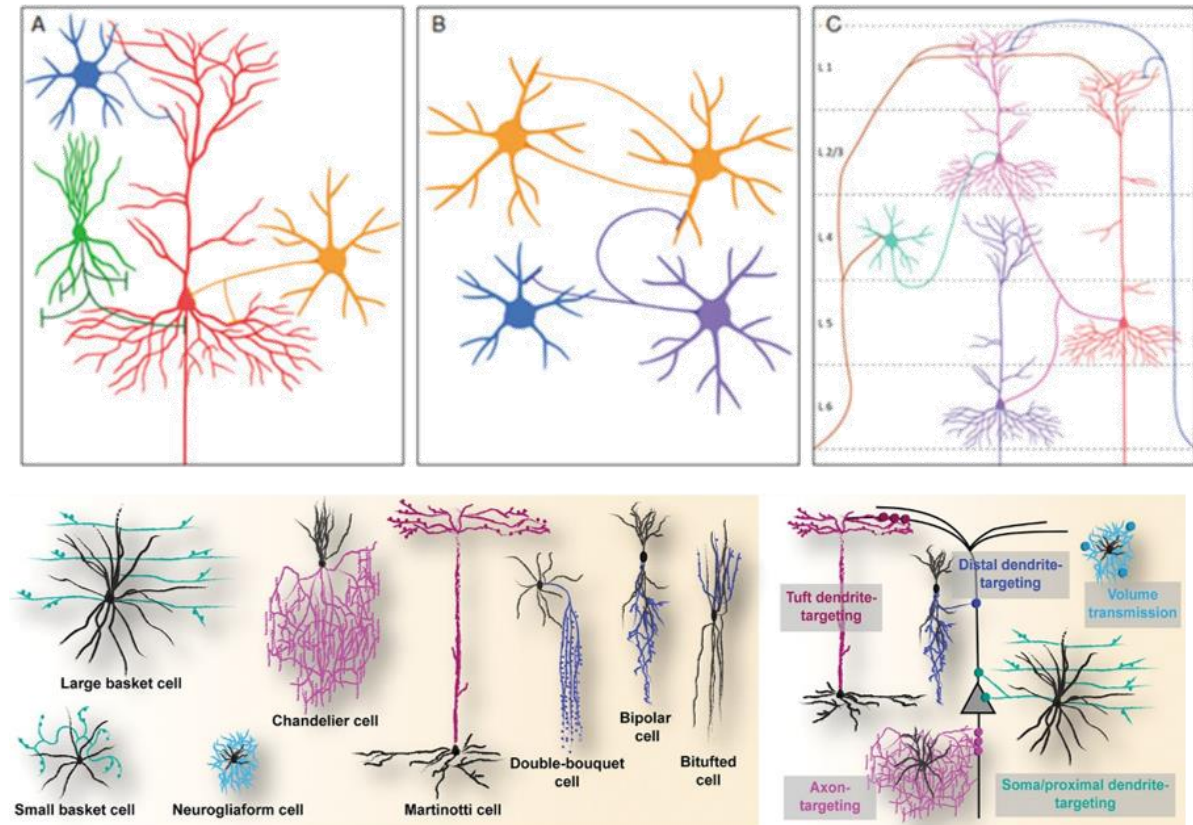 A
B
C
L 1
L 2/3
L 4
L 5
L 6
Large basket cell
Small basket cell
Chandelier cell
Neurogliaform cell
Martinotti cell
Double-bouquet
cell
Bipolar
cell
Bitufted
cell
Tuft dendrite-
targeting
Distal dendrite-
targeting
Volume
transmission
Axon-
targeting
Soma/proximal dendrite-
targeting